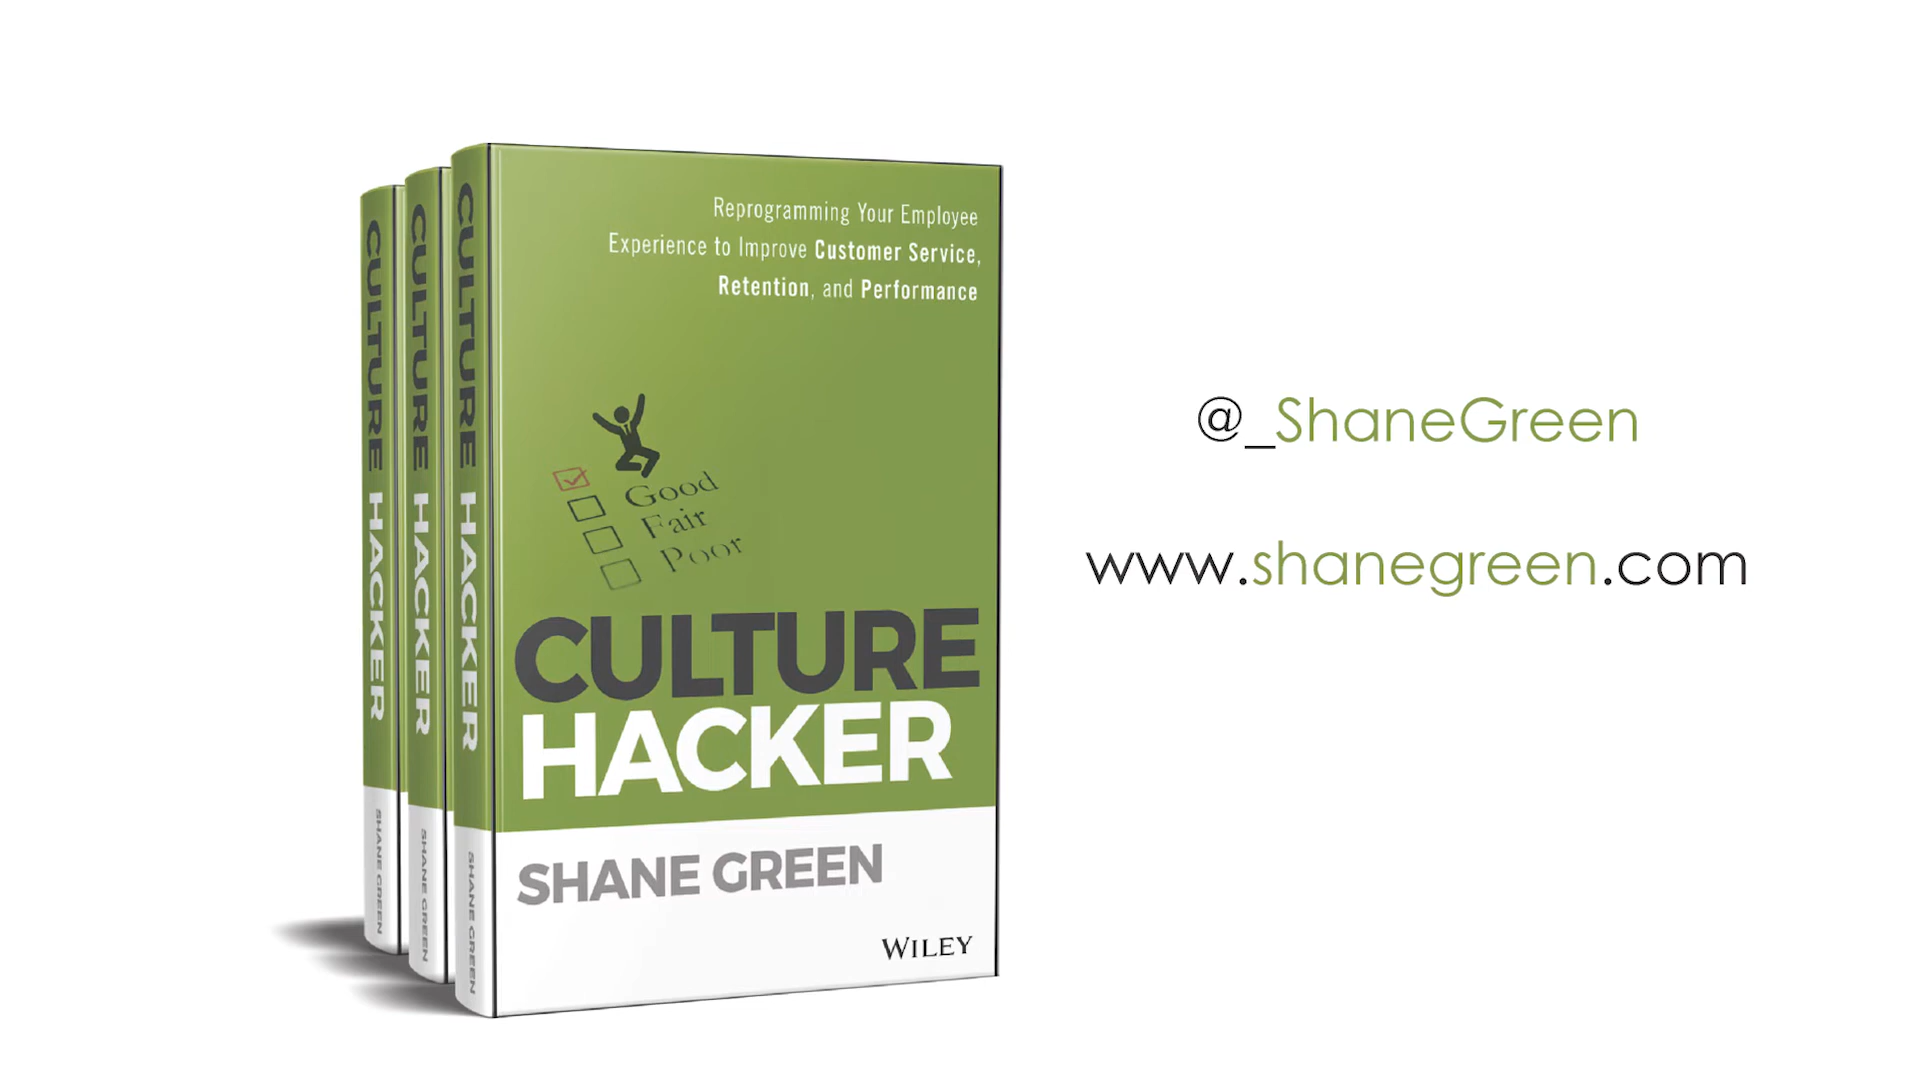 CULTURE HACKER SHANE GREEN
CULTURE HACKER SHANE GREEN
CULTURE HACKER SHANE GREEN
Reprogramming Your Employee
Experience to Improve Customer Service,
Retention, and Performance
Good
Fair
Poor
CULTURE
HACKER
SHANE GREEN
WILEY
@_ShaneGreen
www.shanegreen.com